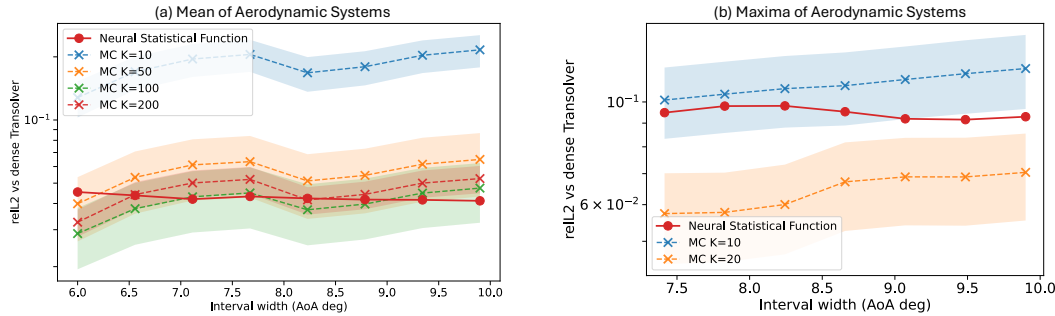 (a) Mean of Aerodynamic Systems
Neural Statistical Function
MC K=10
MC K=50
MC K=100
MC K=200
2 × 10⁻¹
10⁻¹
relL2 vs dense Transolver
6.0 6.5 7.0 7.5 8.0 8.5 9.0 9.5 10.0
Interval width (AoA deg)
(b) Maxima of Aerodynamic Systems
10⁻¹
6 × 10⁻²
relL2 vs dense Transolver
Neural Statistical Function
MC K=10
MC K=20
7.5 8.0 8.5 9.0 9.5 10.0
Interval width (AoA deg)